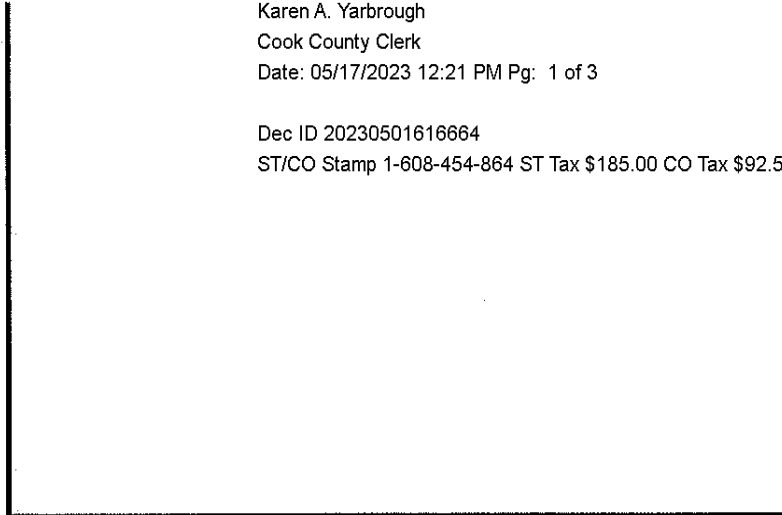 Karen A. Yarbrough
Cook County Clerk
Date: 05/17/2023 12:21 PM Pg: 1 of 3
Dec ID 20230501616664
ST/CO Stamp 1-608-454-864 ST Tax $185.00 CO Tax $92.5